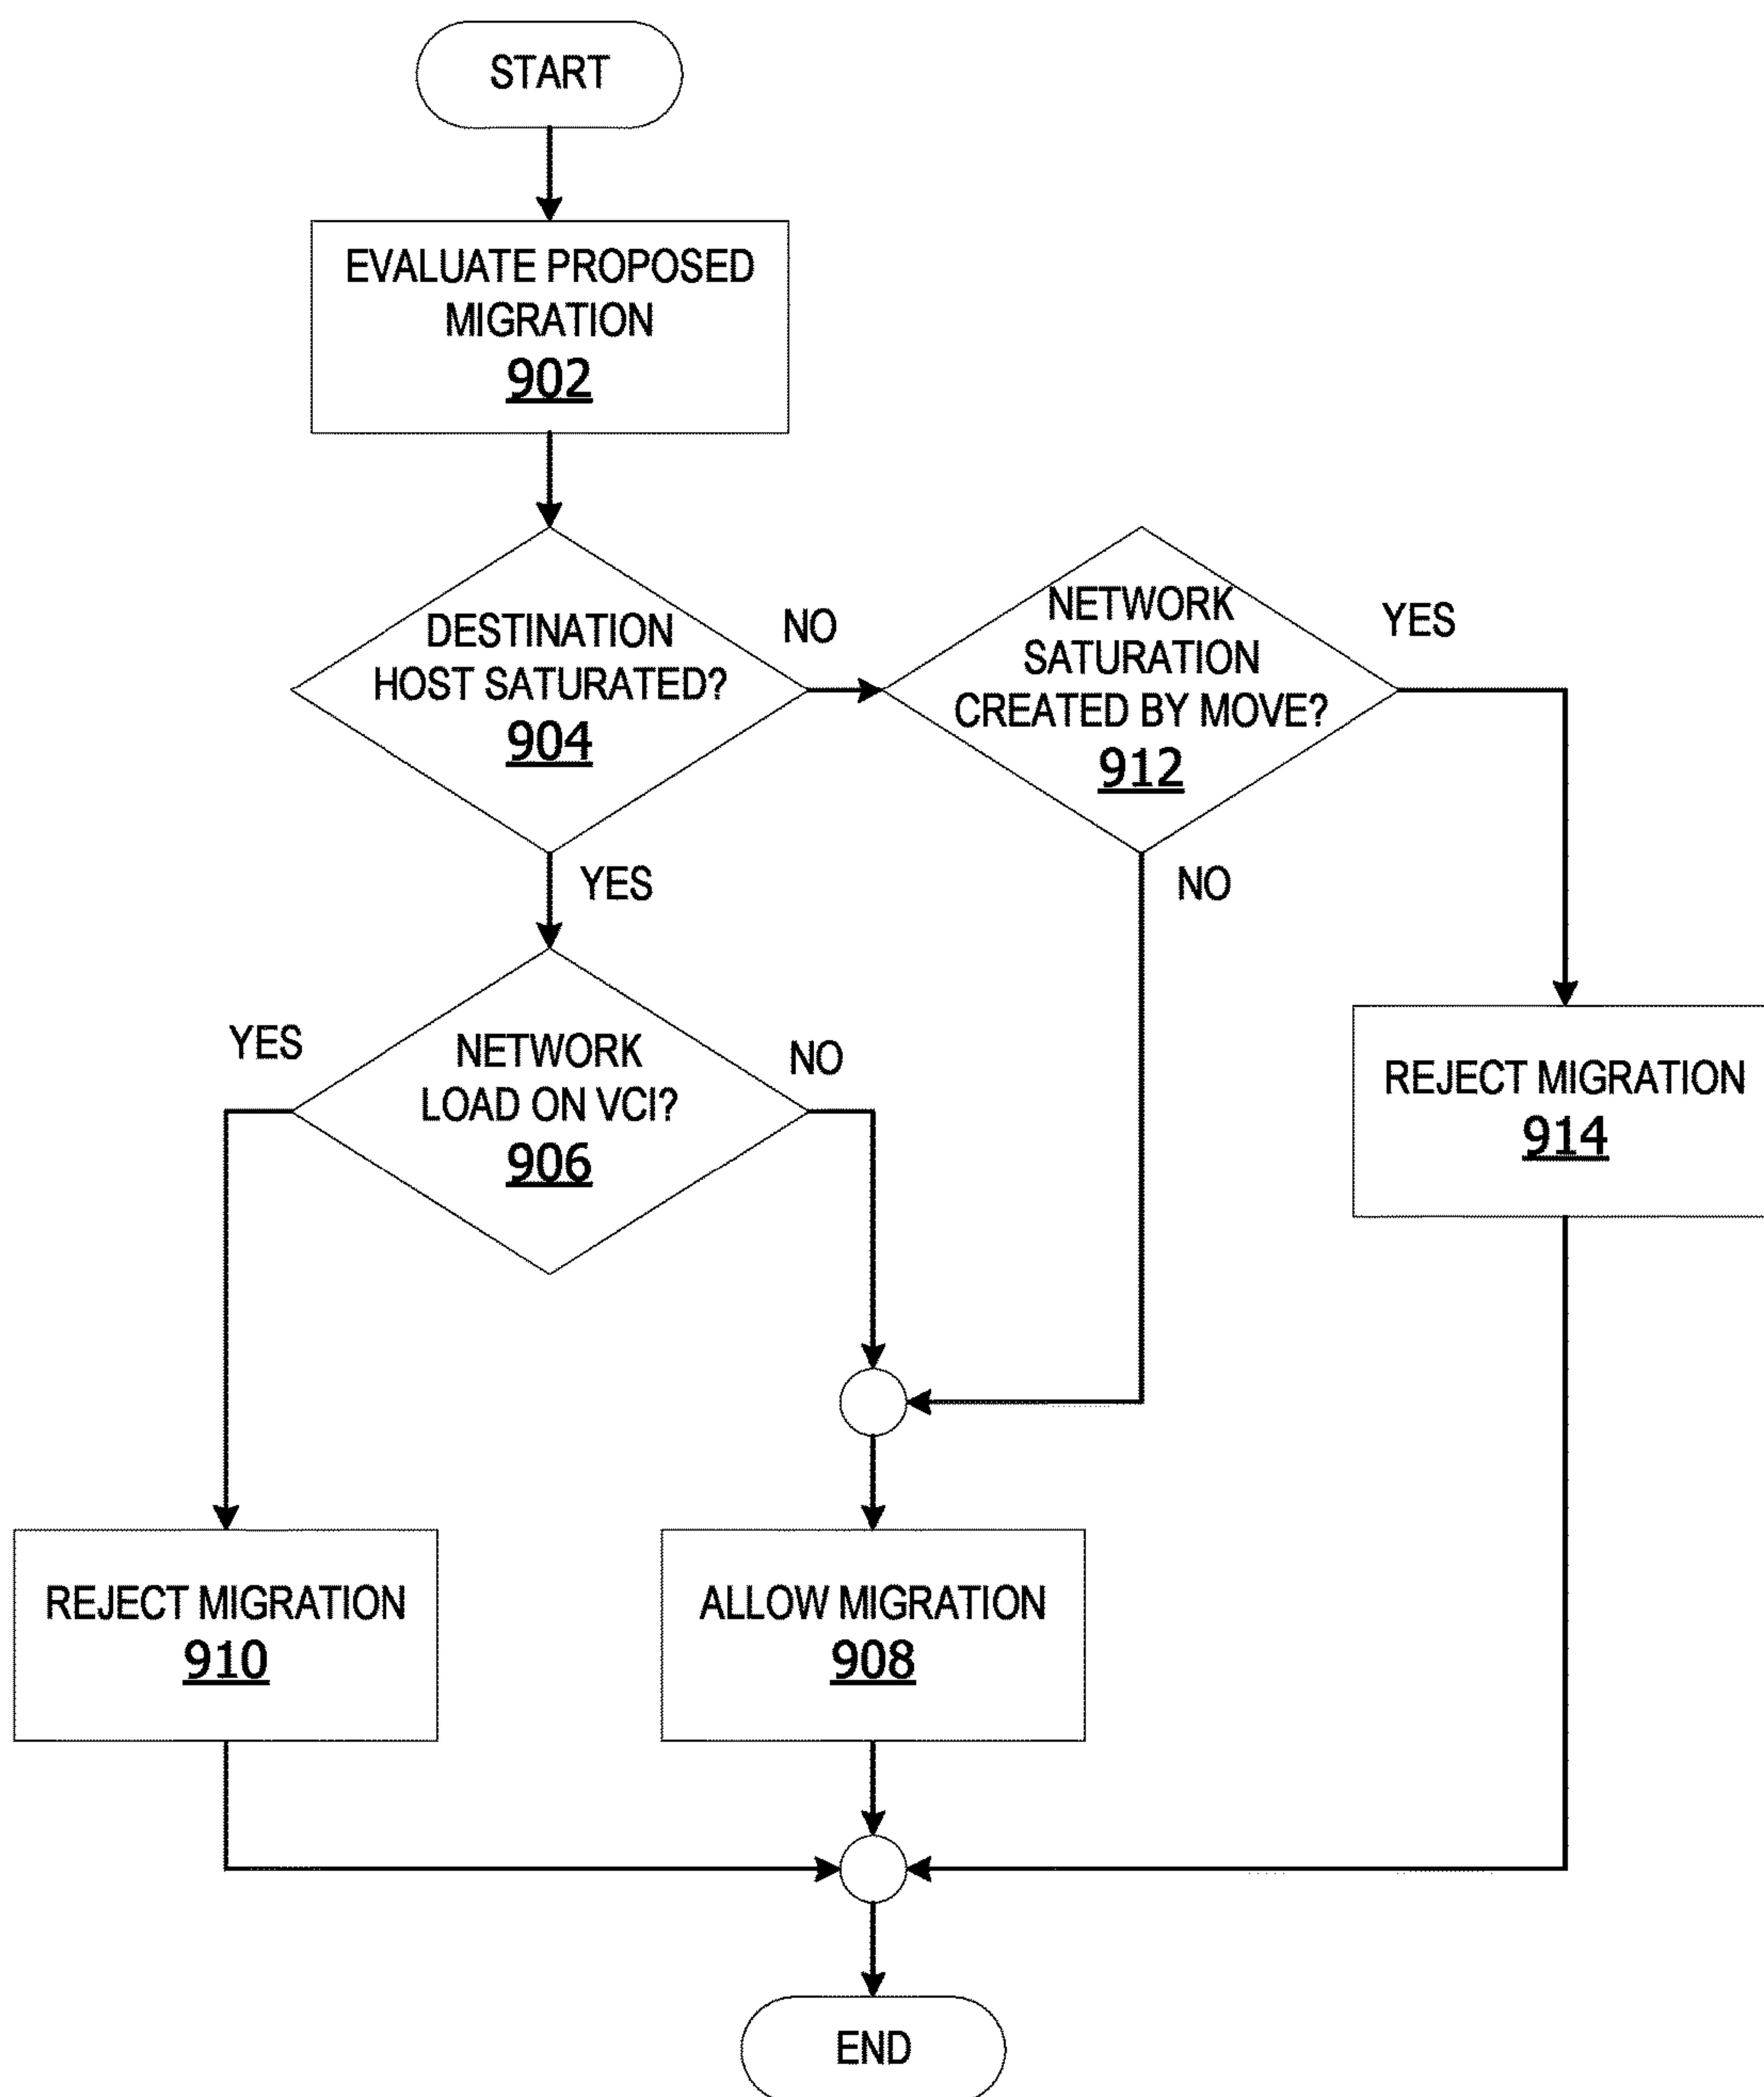 START
EVALUATE PROPOSED
MIGRATION
902
DESTINATION
HOST SATURATED?
904
NO
NETWORK
SATURATION
CREATED BY MOVE?
912
YES
YES
NO
NETWORK
LOAD ON VCI?
906
YES
NO
REJECT MIGRATION
914
REJECT MIGRATION
910
ALLOW MIGRATION
908
END